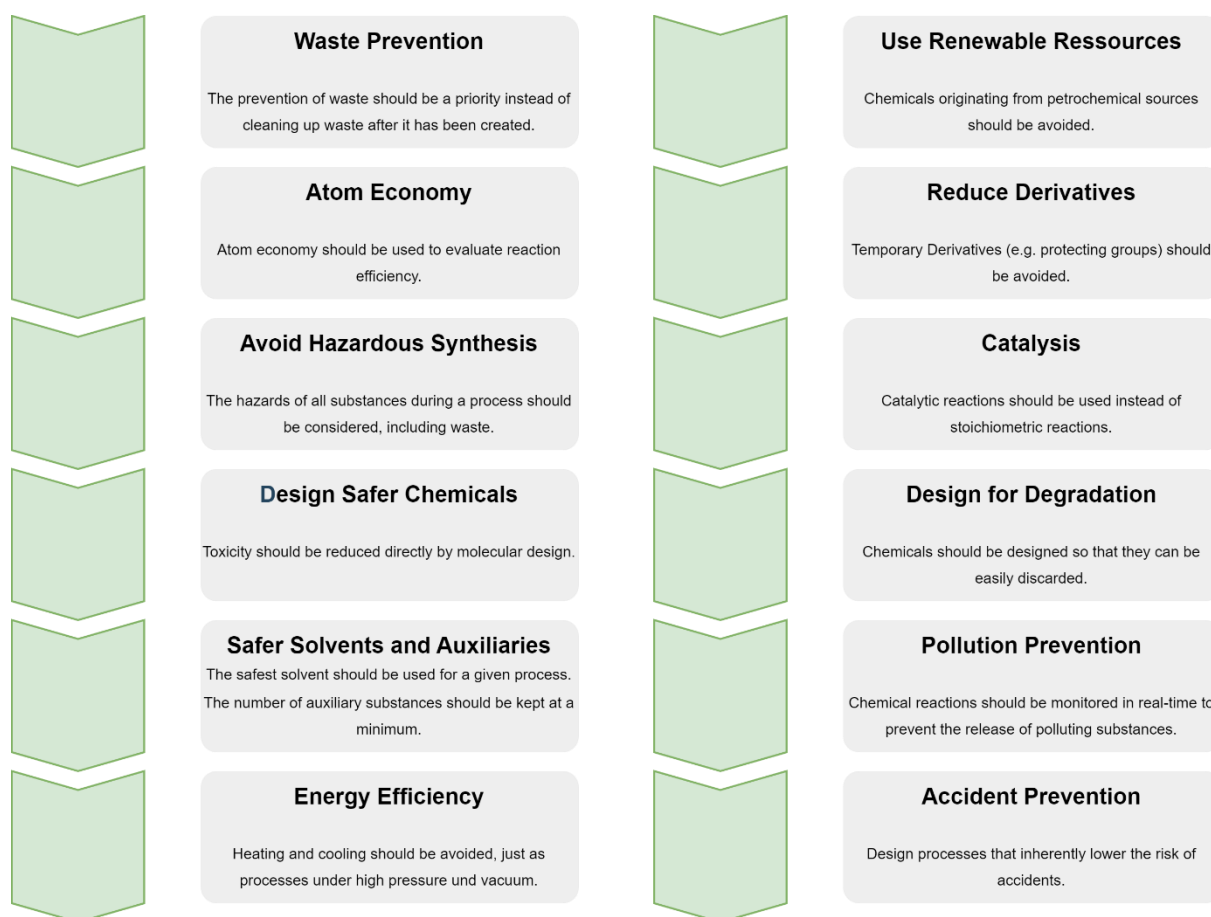 Waste Prevention
The prevention of waste should be a priority instead of
cleaning up waste after it has been created.
Atom Economy
Atom economy should be used to evaluate reaction
efficiency.
Avoid Hazardous Synthesis
The hazards of all substances during a process should
be considered, including waste.
Design Safer Chemicals
Toxicity should be reduced directly by molecular design.
Safer Solvents and Auxiliaries
The safest solvent should be used for a given process.
The number of auxiliary substances should be kept at a
minimum.
Energy Efficiency
Heating and cooling should be avoided, just as
processes under high pressure und vacuum.
Use Renewable Ressources
Chemicals originating from petrochemical sources
should be avoided.
Reduce Derivatives
Temporary Derivatives (e.g. protecting groups) should
be avoided.
Catalysis
Catalytic reactions should be used instead of
stoichiometric reactions.
Design for Degradation
Chemicals should be designed so that they can be
easily discarded.
Pollution Prevention
Chemical reactions should be monitored in real-time to
prevent the release of polluting substances.
Accident Prevention
Design processes that inherently lower the risk of
accidents.